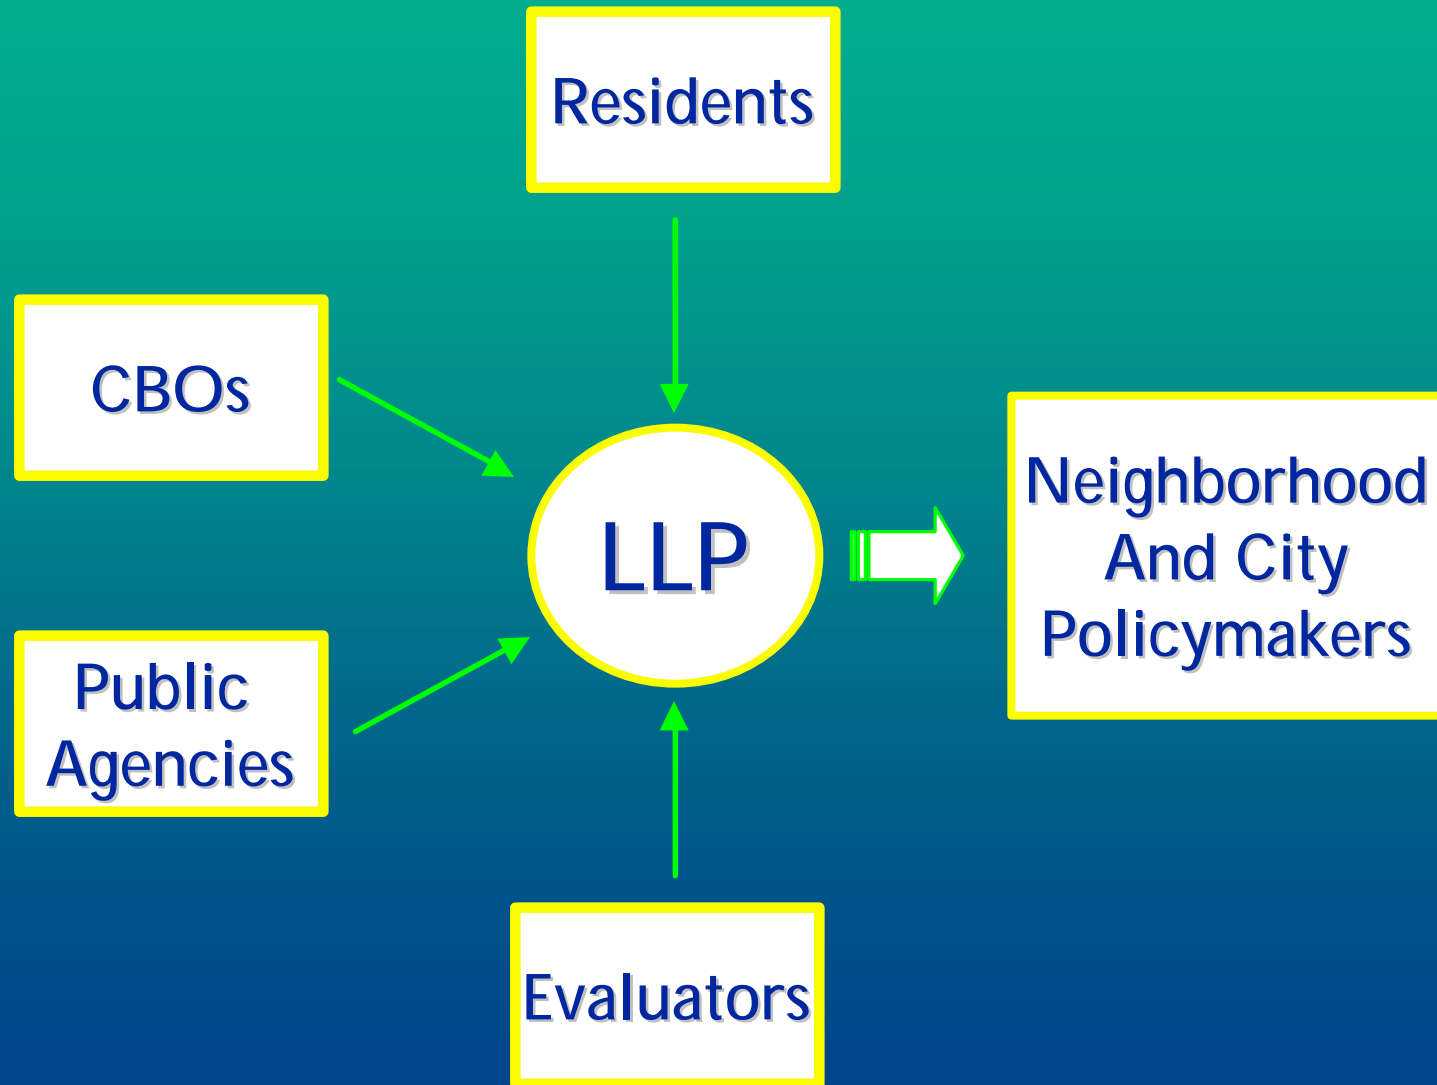 Residents
CBOs
LLP
Neighborhood
And City
Policymakers
Public
Agencies
Evaluators